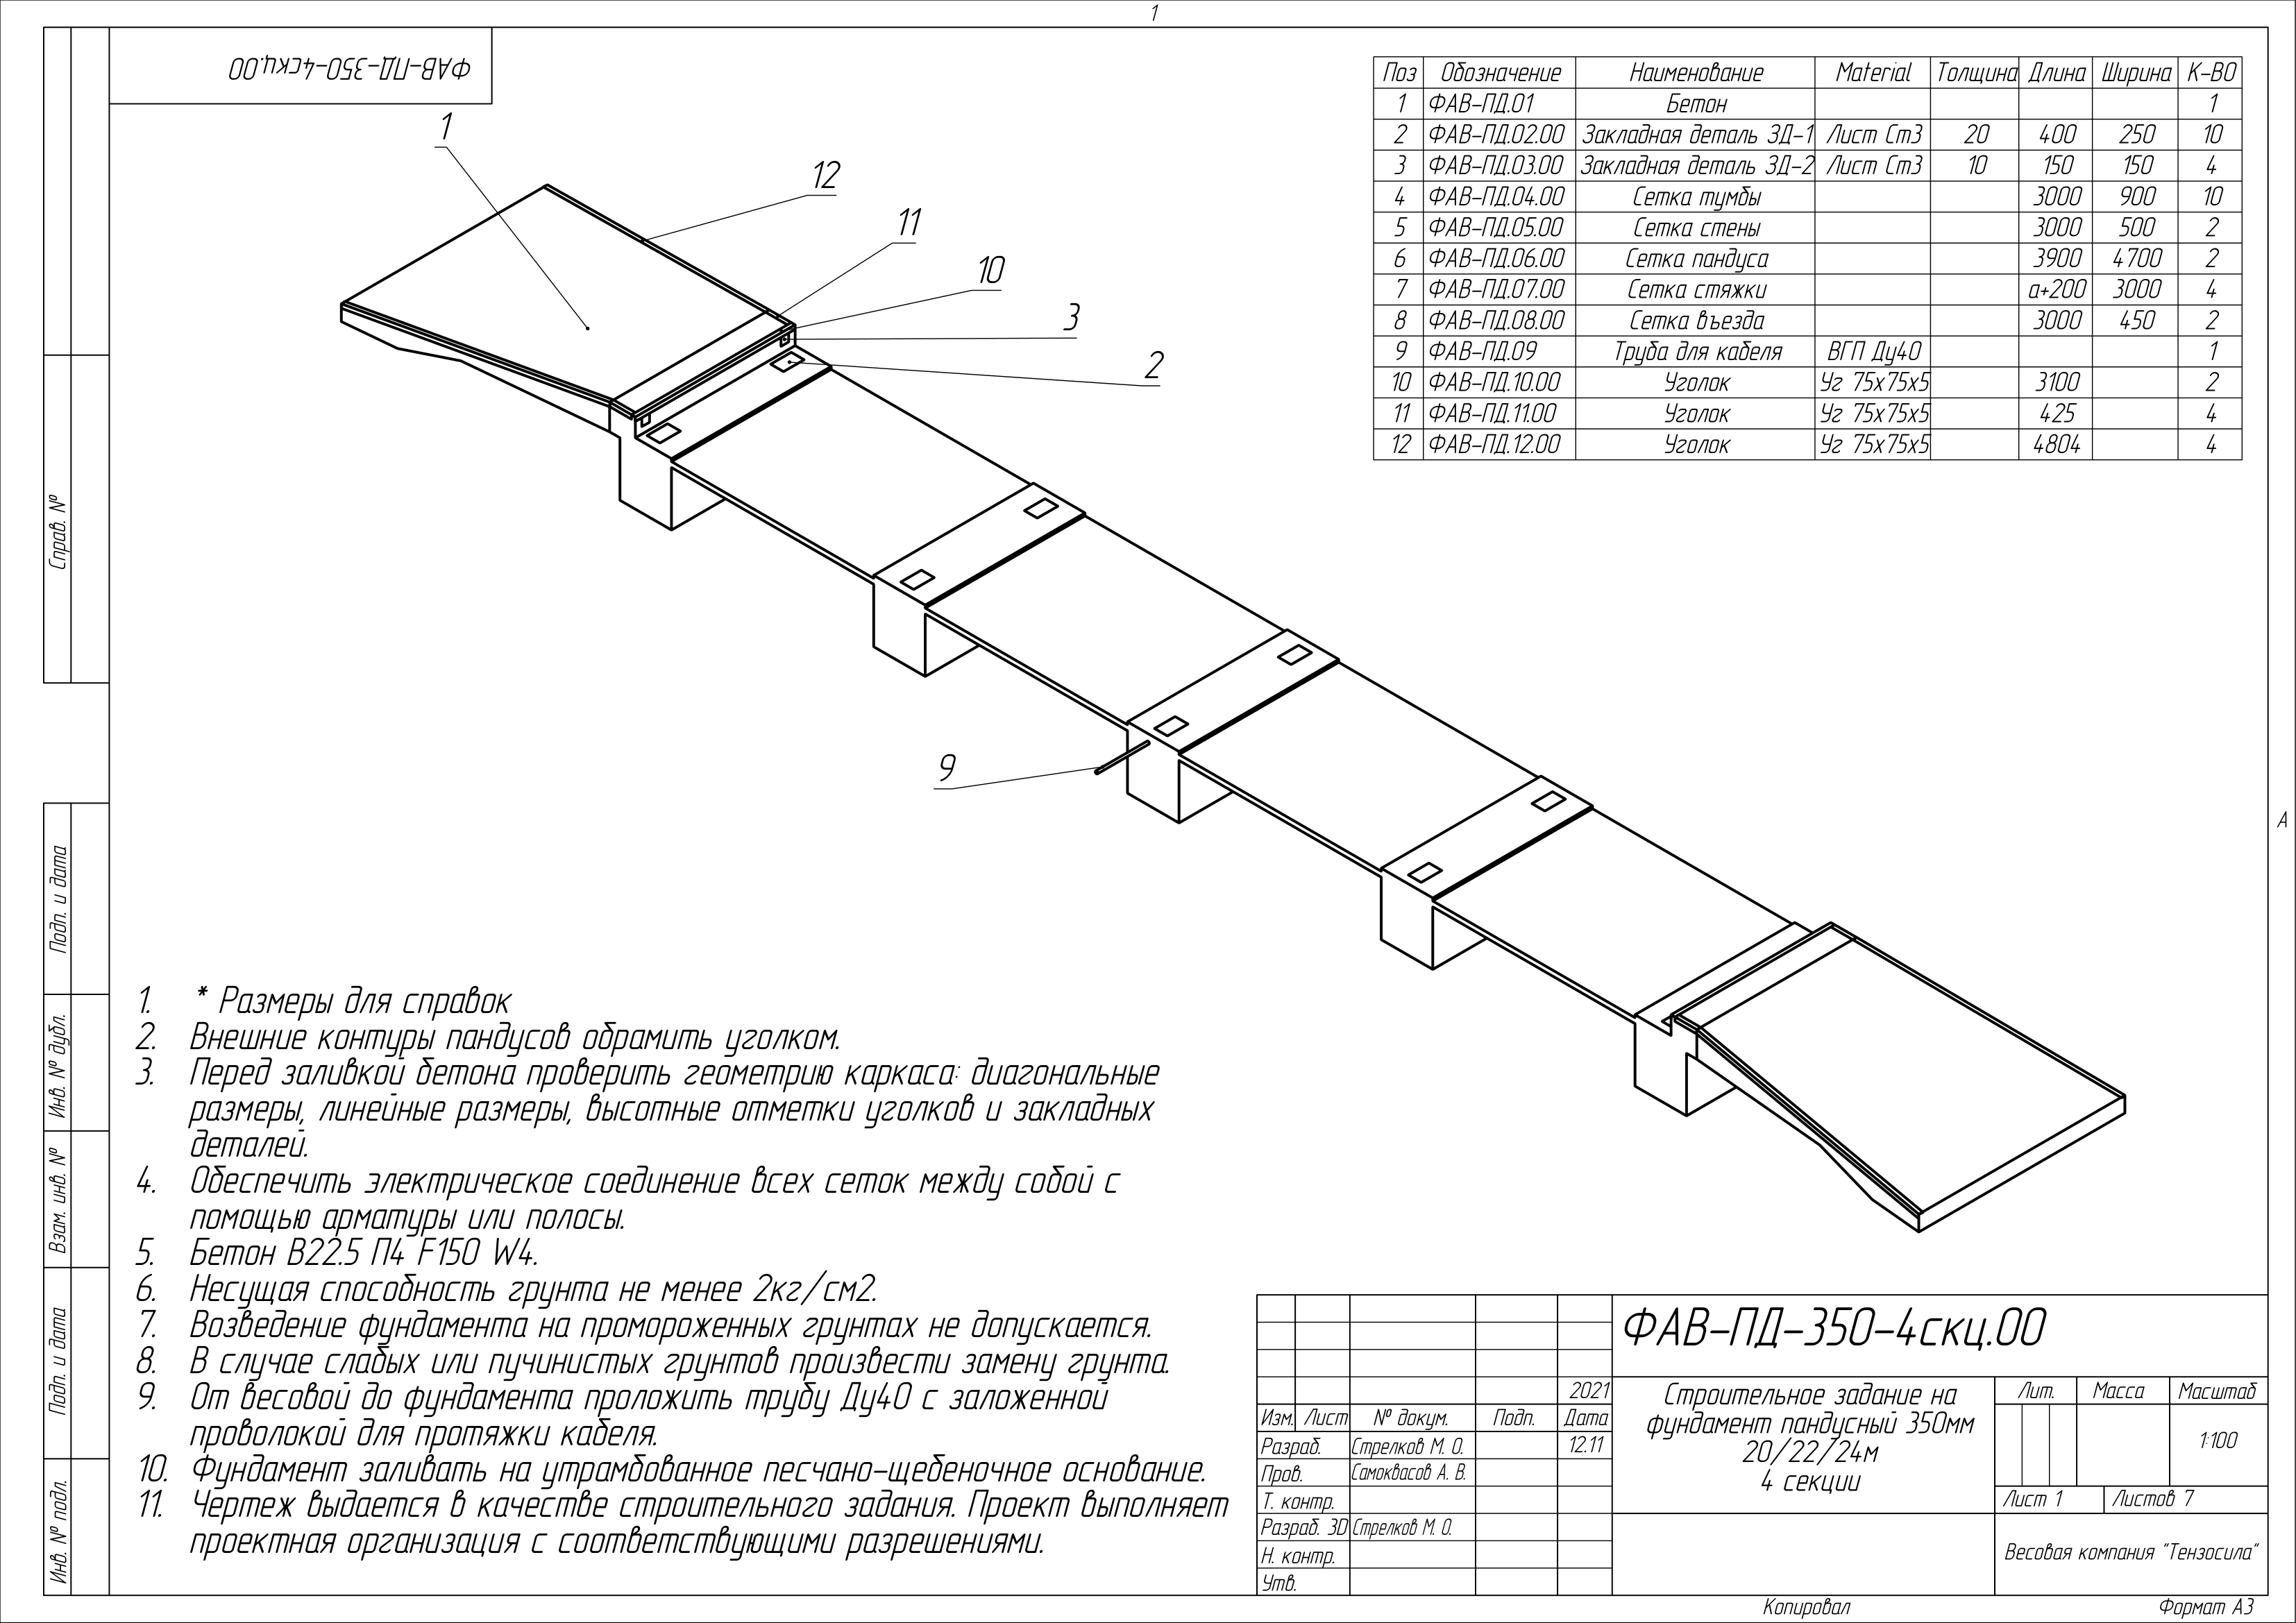 1
ФАВ-ПД-350-4скц.00
Поз Обозначение Наименование Material Толщина Длина Ширина К-ВО
1 ФАВ-ПД.01 Бетон 1
2 ФАВ-ПД.02.00 Закладная деталь ЗД-1 Лист Ст3 20 400 250 10
3 ФАВ-ПД.03.00 Закладная деталь ЗД-2 Лист Ст3 10 150 150 4
4 ФАВ-ПД.04.00 Сетка тумбы 3000 900 10
5 ФАВ-ПД.05.00 Сетка стены 3000 500 2
6 ФАВ-ПД.06.00 Сетка пандуса 3900 4700 2
7 ФАВ-ПД.07.00 Сетка стяжки a+200 3000 4
8 ФАВ-ПД.08.00 Сетка въезда 3000 450 2
9 ФАВ-ПД.09 Труба для кабеля ВГП Ду40 1
10 ФАВ-ПД.10.00 Уголок Уг 75x75x5 3100 2
11 ФАВ-ПД.11.00 Уголок Уг 75x75x5 425 4
12 ФАВ-ПД.12.00 Уголок Уг 75x75x5 4804 4
1
12
11
10
3
2
9
А
Справ. №
Подп. и дата
Инв. № дубл.
Взам. инв. №
Подп. и дата
Инв. № подл.
1. * Размеры для справок
2. Внешние контуры пандусов обрамить уголком.
3. Перед заливкой бетона проверить геометрию каркаса: диагональные
размеры, линейные размеры, высотные отметки уголков и закладных
деталей.
4. Обеспечить электрическое соединение всех сеток между собой с
помощью арматуры или полосы.
5. Бетон В22.5 П4 F150 W4.
6. Несущая способность грунта не менее 2кг/см2.
7. Возведение фундамента на промороженных грунтах не допускается.
8. В случае слабых или пучинистых грунтов произвести замену грунта.
9. От весовой до фундамента проложить трубу Ду40 с заложенной
проволокой для протяжки кабеля.
10. Фундамент заливать на утрамбованное песчано-щебеночное основание.
11. Чертеж выдается в качестве строительного задания. Проект выполняет
проектная организация с соответствующими разрешениями.
ФАВ-ПД-350-4скц.00
2021
Изм. Лист № докум. Подп. Дата
Разраб. Стрелков М. О. 12.11
Пров. Самоквасов А. В.
Т. контр.
Разраб. 3D Стрелков М. О.
Н. контр.
Утв.
Строительное задание на
фундамент пандусный 350мм
20/22/24м
4 секции
Лит. Масса Масштаб
1:100
Лист 1 Листов 7
Весовая компания "Тензосила"
Копировал Формат А3